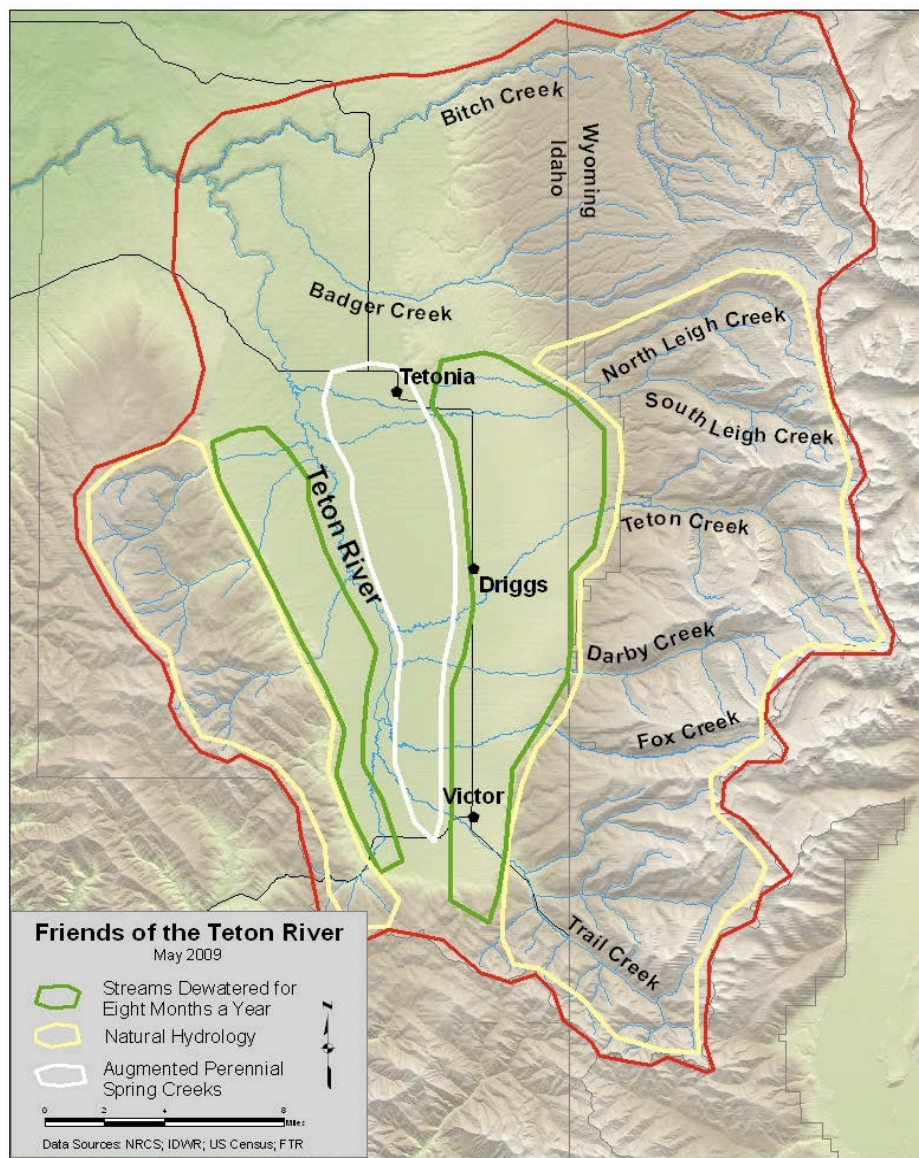 Bitch Creek
Wyoming
Idaho
Badger Creek
North Leigh Creek
Tetonia
South
Leigh Creek
Teton River
Teton Creek
Driggs
Darby Creek
Fox Creek
Victor
Trail Creek
Friends of the Teton River
May 2009
Streams Dewatered for
Eight Months a Year
Natural Hydrology
Augmented Perennial
Spring Creeks
0 2 4 8
Miles
Data Sources: NRCS; IDWR; US Census; FTR